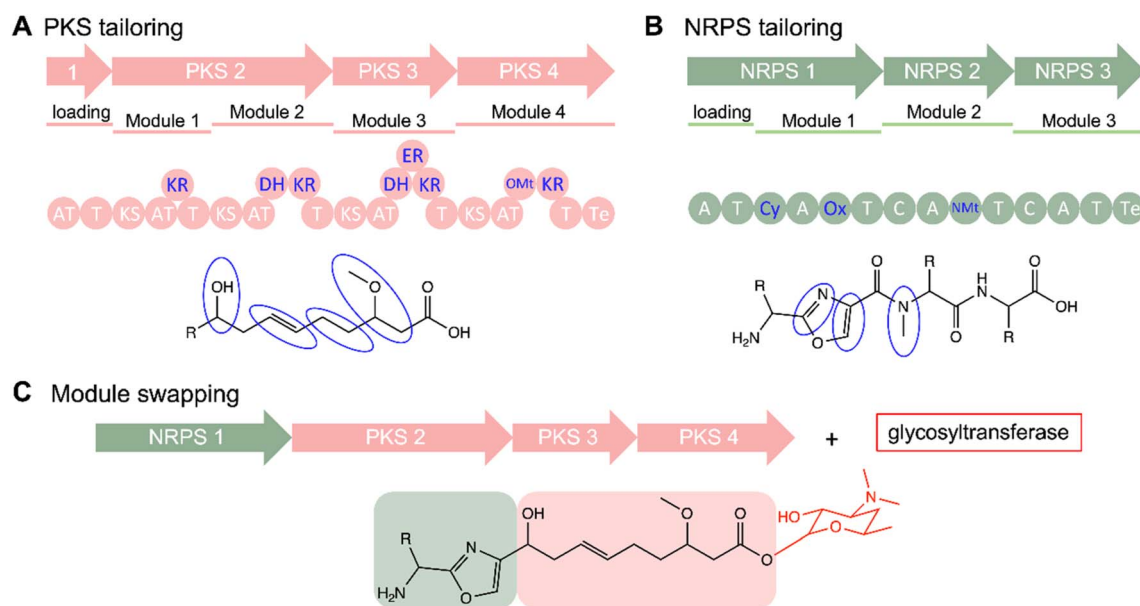 A PKS tailoring
1 PKS 2 PKS 3 PKS 4
loading Module 1 Module 2 Module 3 Module 4
ER
KR DH KR DH KR OMt KR
AT T KS AT T KS AT T KS AT T KS AT T Te
OH O O
R OH
B NRPS tailoring
NRPS 1 NRPS 2 NRPS 3
loading Module 1 Module 2 Module 3
A T Cy A Ox T C A NMt T C A T Te
O R H O
R N N N OH
H₂N O O R
C Module swapping
NRPS 1 PKS 2 PKS 3 PKS 4 + glycosyltransferase
R N OH O O HO N
H₂N O O O